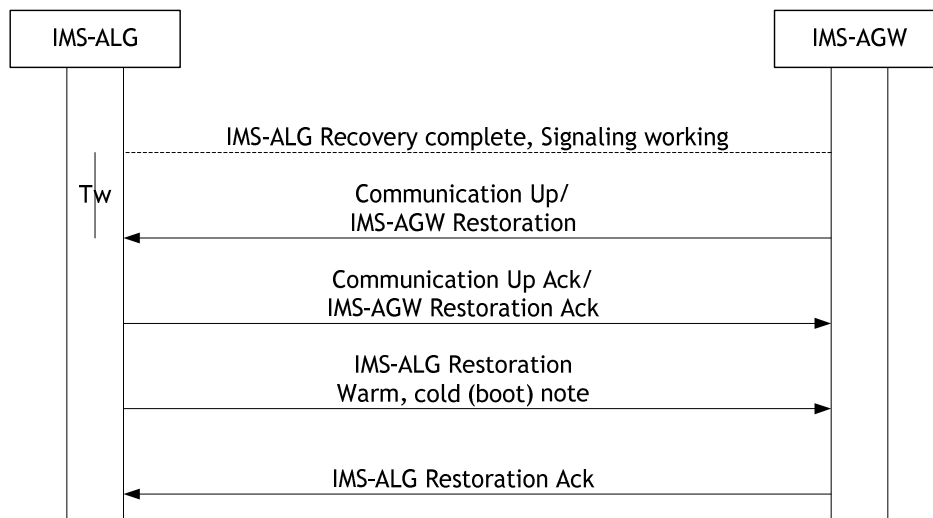 IMS-ALG
IMS-AGW
IMS-ALG Recovery complete, Signaling working
Tw
Communication Up/
IMS-AGW Restoration
Communication Up Ack/
IMS-AGW Restoration Ack
IMS-ALG Restoration
Warm, cold (boot) note
IMS-ALG Restoration Ack